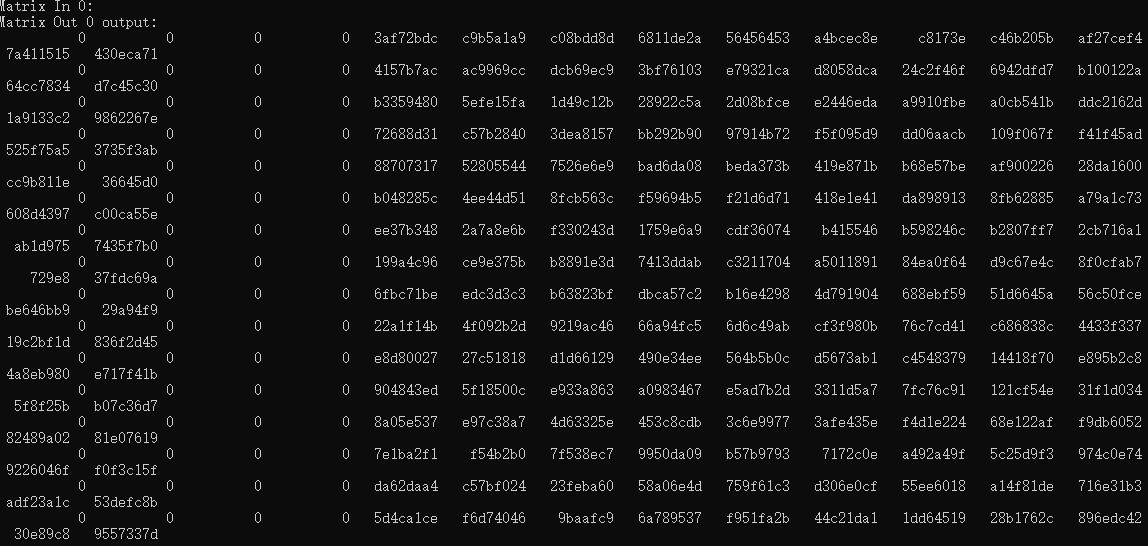 Matrix In 0:
Matrix Out 0 output:
0 0 0 0 3af72bdc c9b5a1a9 c08bdd8d 6811de2a 56456453 a4bcec8e c8173e c46b205b af27cef4
7a411515 430eca71
0 0 0 0 4157b7ac ac9969cc dcb69ec9 3bf76103 e79321ca d8058dca 24c2f46f 6942dfd7 b100122a
64cc7834 d7c45c30
0 0 0 0 b3359480 5efe15fa 1d49c12b 28922c5a 2d08bfce e2446eda a9910fbe a0cb541b ddc2162d
1a9133c2 9862267e
0 0 0 0 72688d31 c57b2840 3dea8157 bb292b90 97914b72 f5f095d9 dd06aacb 109f067f f41f45ad
525f75a5 3735f3ab
0 0 0 0 88707317 52805544 7526e6e9 bad6da08 beda373b 419e871b b68e57be af900226 28da1600
cc9b811e 36645d0
0 0 0 0 b048285c 4ee44d51 8fcb563c f59694b5 f21d6d71 418e1e41 da898913 8fb62885 a79a1c73
608d4397 c00ca55e
0 0 0 0 ee37b348 2a7a8e6b f330243d 1759e6a9 cdf36074 b415546 b598246c b2807ff7 2cb716a1
ab1d975 7435f7b0
0 0 0 0 199a4c96 ce9e375b b8891e3d 7413ddab c3211704 a5011891 84ea0f64 d9c67e4c 8f0cfab7
729e8 37fdc69a
0 0 0 0 6fbc71be edc3d3c3 b63823bf dbca57c2 b16e4298 4d791904 688ebf59 51d6645a 56c50fce
be646bb9 29a94f9
0 0 0 0 22a1f14b 4f092b2d 9219ac46 66a94fc5 6d6c49ab cf3f980b 76c7cd41 c686838c 4433f337
19c2bf1d 836f2d45
0 0 0 0 e8d80027 27c51818 d1d66129 490e34ee 564b5b0c d5673ab1 c4548379 14418f70 e895b2c8
4a8eb980 e717f41b
0 0 0 0 904843ed 5f18500c e933a863 a0983467 e5ad7b2d 3311d5a7 7fc76c91 121cf54e 31f1d034
5f8f25b b07c36d7
0 0 0 0 8a05e537 e97c38a7 4d63325e 453c8cdb 3c6e9977 3afe435e f4d1e224 68e122af f9db6052
82489a02 81e07619
0 0 0 0 7e1ba2f1 f54b2b0 7f538ec7 9950da09 b57b9793 7172c0e a492a49f 5c25d9f3 974c0e74
9226046f f0f3c15f
0 0 0 0 da62daa4 c57bf024 23feba60 58a06e4d 759f61c3 d306e0cf 55ee6018 a14f81de 716e31b3
adf23a1c 53defc8b
0 0 0 0 5d4ca1ce f6d74046 9baafc9 6a789537 f951fa2b 44c21da1 1dd64519 28b1762c 896edc42
30e89c8 9557337d